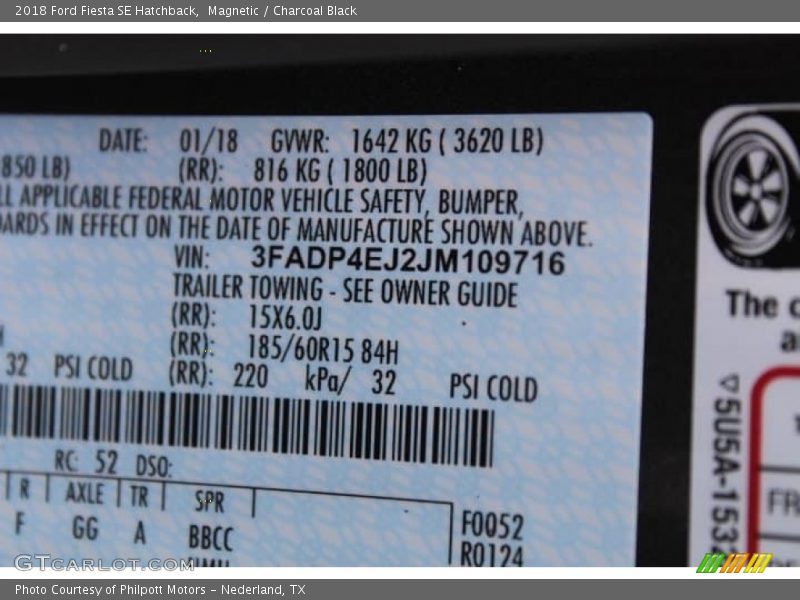 2018 Ford Fiesta SE Hatchback,  Magnetic / Charcoal Black
DATE: 01/18 GVWR: 1642 KG ( 3620 LB)
850 LB) (RR): 816 KG ( 1800 LB)
LL APPLICABLE FEDERAL MOTOR VEHICLE SAFETY, BUMPER,
ARDS IN EFFECT ON THE DATE OF MANUFACTURE SHOWN ABOVE.
VIN: 3FADP4EJ2JM109716
TRAILER TOWING - SEE OWNER GUIDE
(RR): 15X6.0J
(RR): 185/60R15 84H
32 PSI COLD (RR): 220 kPa/ 32 PSI COLD
RC: 52 DSO:
R AXLE TR SPR
F GG A BBCC
F0052
R0124
The
5U5A-153
FR
GTCARLOT.COM
Photo Courtesy of Philpott Motors - Nederland, TX